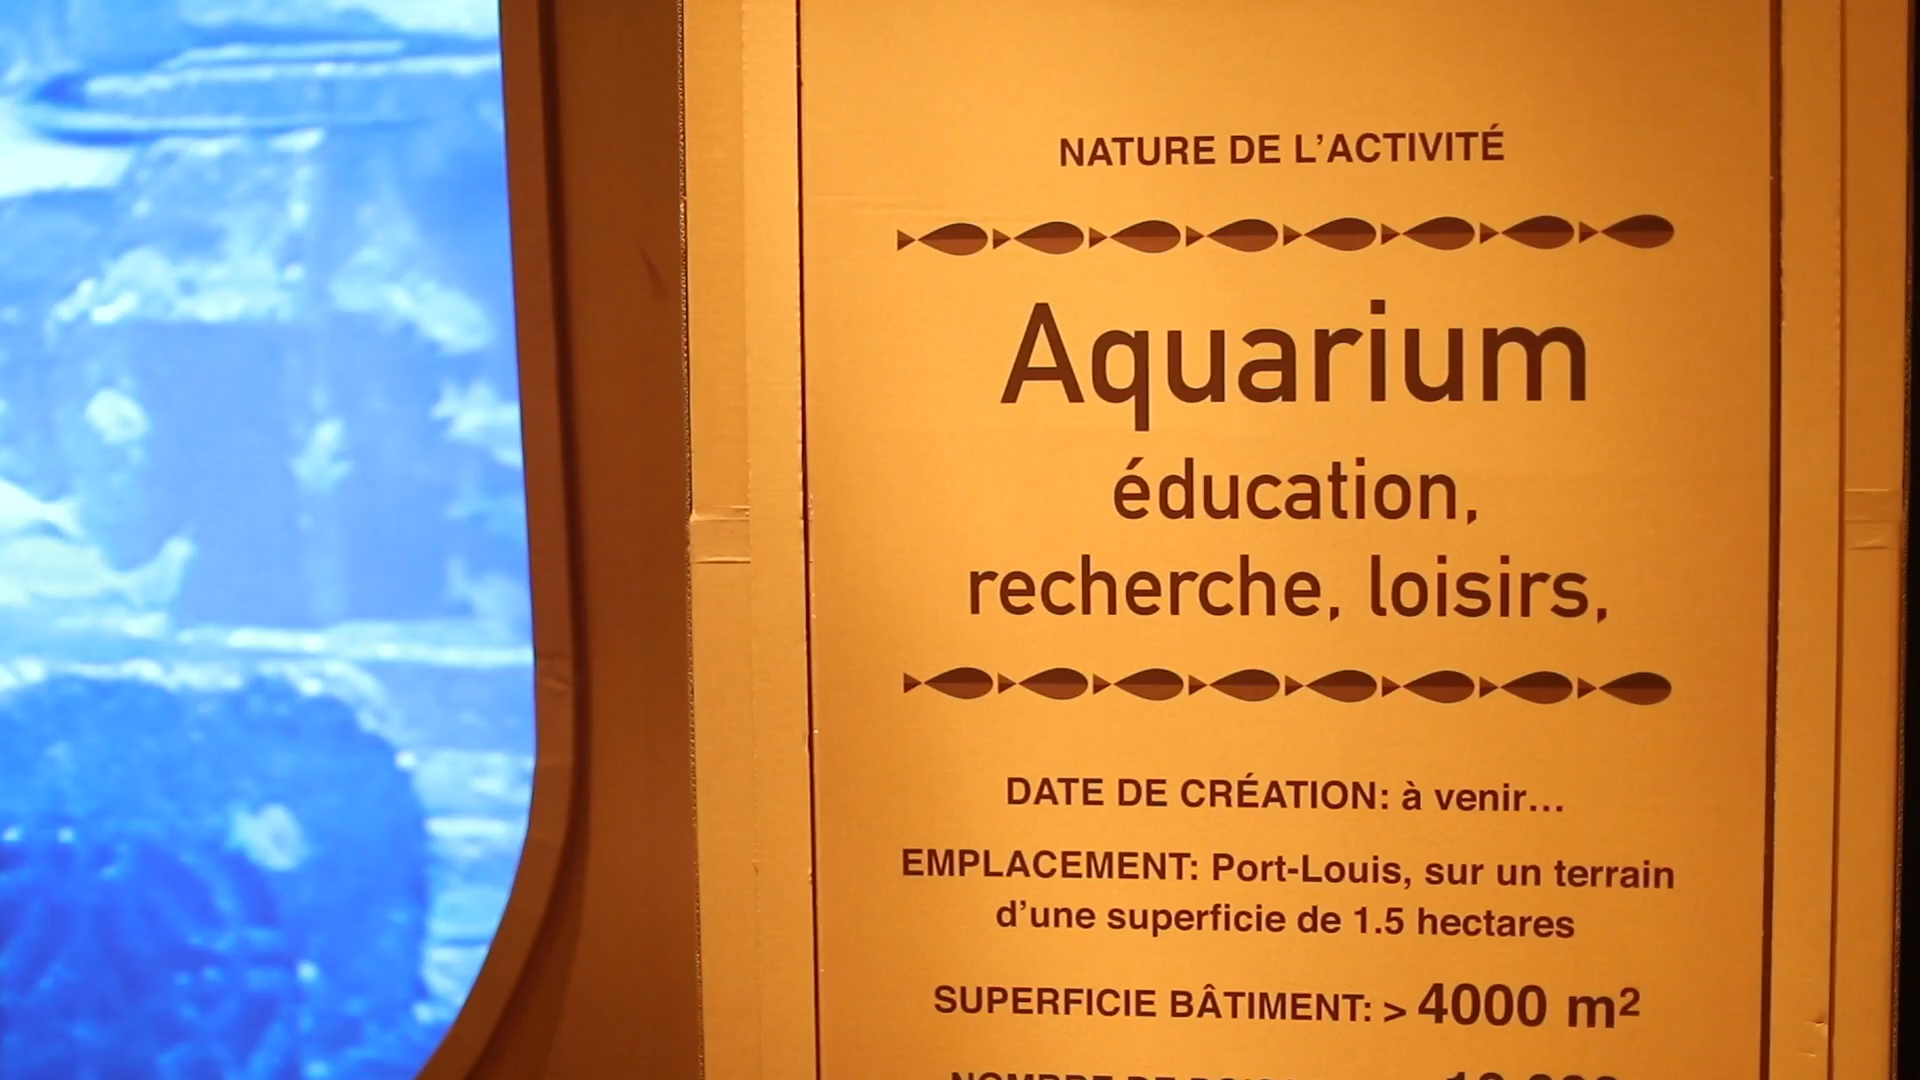 NATURE DE L’ACTIVITÉ
Aquarium
éducation,
recherche, loisirs,
DATE DE CRÉATION: à venir...
EMPLACEMENT: Port-Louis, sur un terrain
d’une superficie de 1.5 hectares
SUPERFICIE BÂTIMENT: > 4000 m2